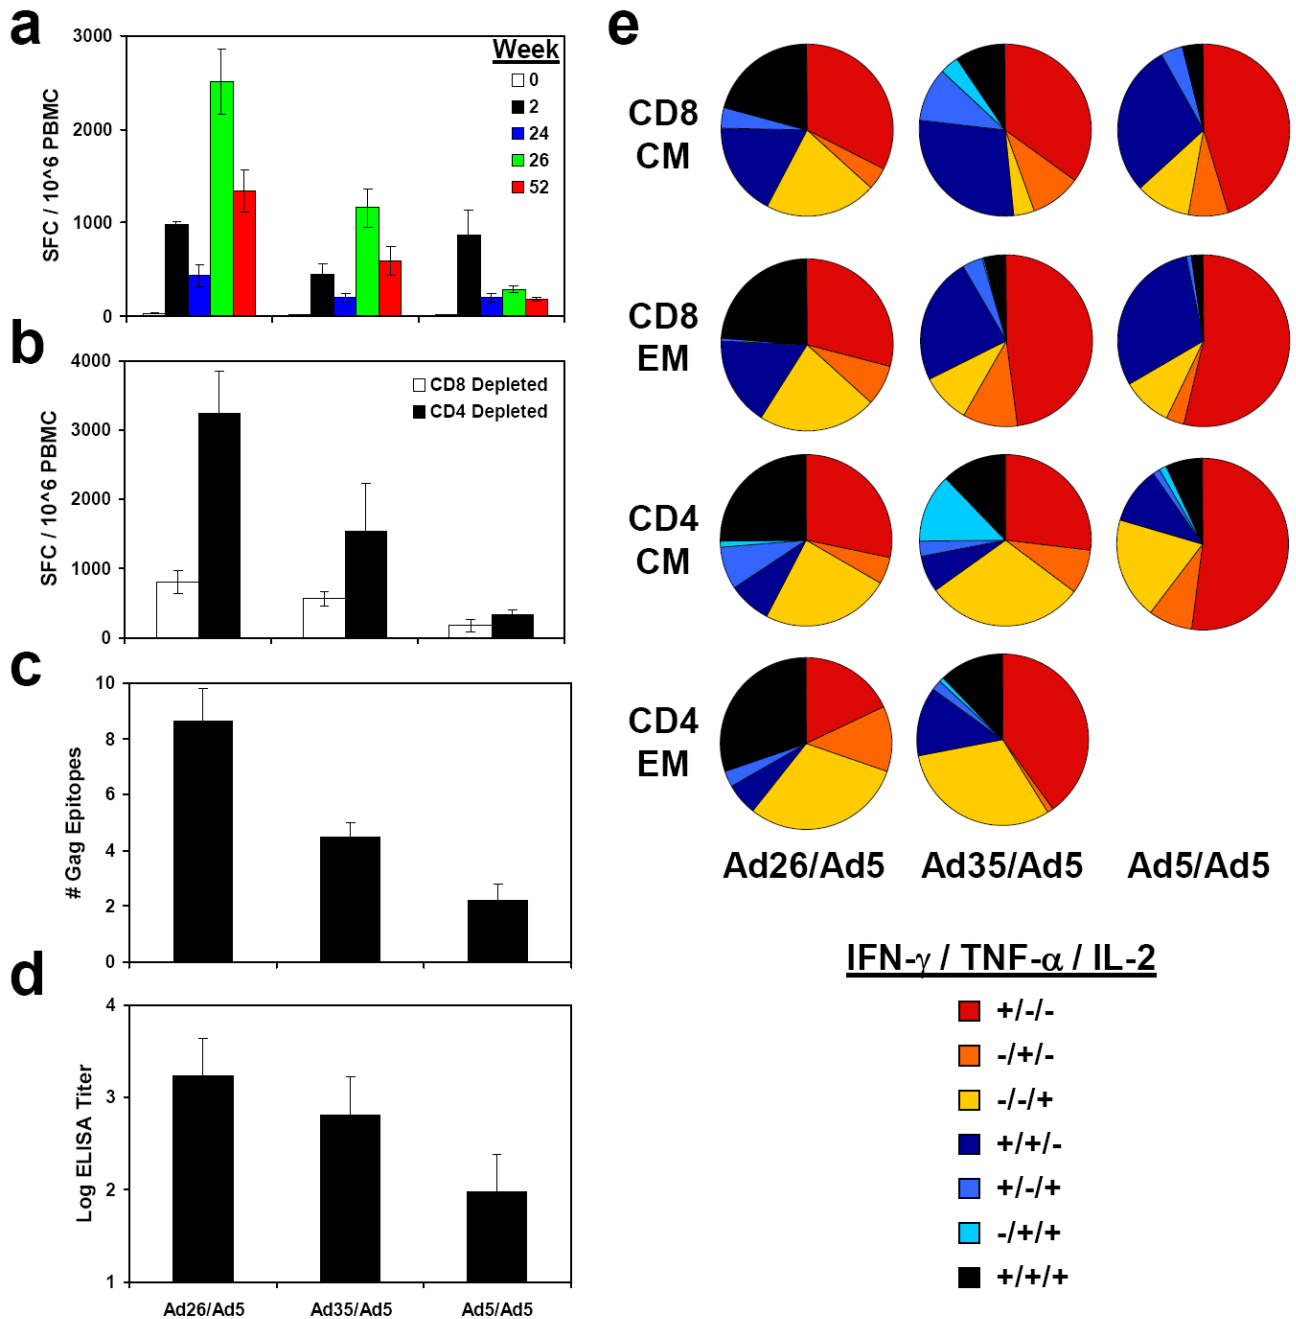 a
3000
2000
1000
0
SFC / 10^6 PBMC
Week
0
2
24
26
52
b
4000
3000
2000
1000
0
SFC / 10^6 PBMC
CD8 Depleted
CD4 Depleted
c
10
8
6
4
2
0
# Gag Epitopes
d
4
3
2
1
Log ELISA Titer
Ad26/Ad5 Ad35/Ad5 Ad5/Ad5
e
CD8
CM
CD8
EM
CD4
CM
CD4
EM
Ad26/Ad5 Ad35/Ad5 Ad5/Ad5
IFN-γ / TNF-α / IL-2
+/-/-
-/+/-
-/-/+
+/+/-
+/-/+
-/+/+
+/+/+